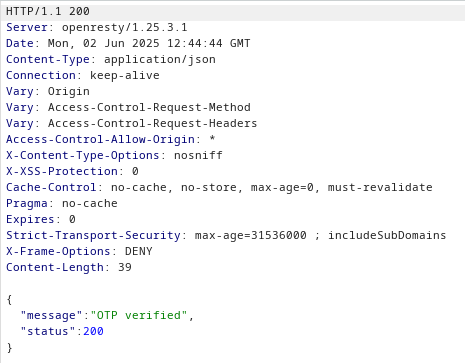 HTTP/1.1 200
Server: openresty/1.25.3.1
Date: Mon, 02 Jun 2025 12:44:44 GMT
Content-Type: application/json
Connection: keep-alive
Vary: Origin
Vary: Access-Control-Request-Method
Vary: Access-Control-Request-Headers
Access-Control-Allow-Origin: *
X-Content-Type-Options: nosniff
X-XSS-Protection: 0
Cache-Control: no-cache, no-store, max-age=0, must-revalidate
Pragma: no-cache
Expires: 0
Strict-Transport-Security: max-age=31536000 ; includeSubDomains
X-Frame-Options: DENY
Content-Length: 39

{
  "message":"OTP verified",
  "status":200
}